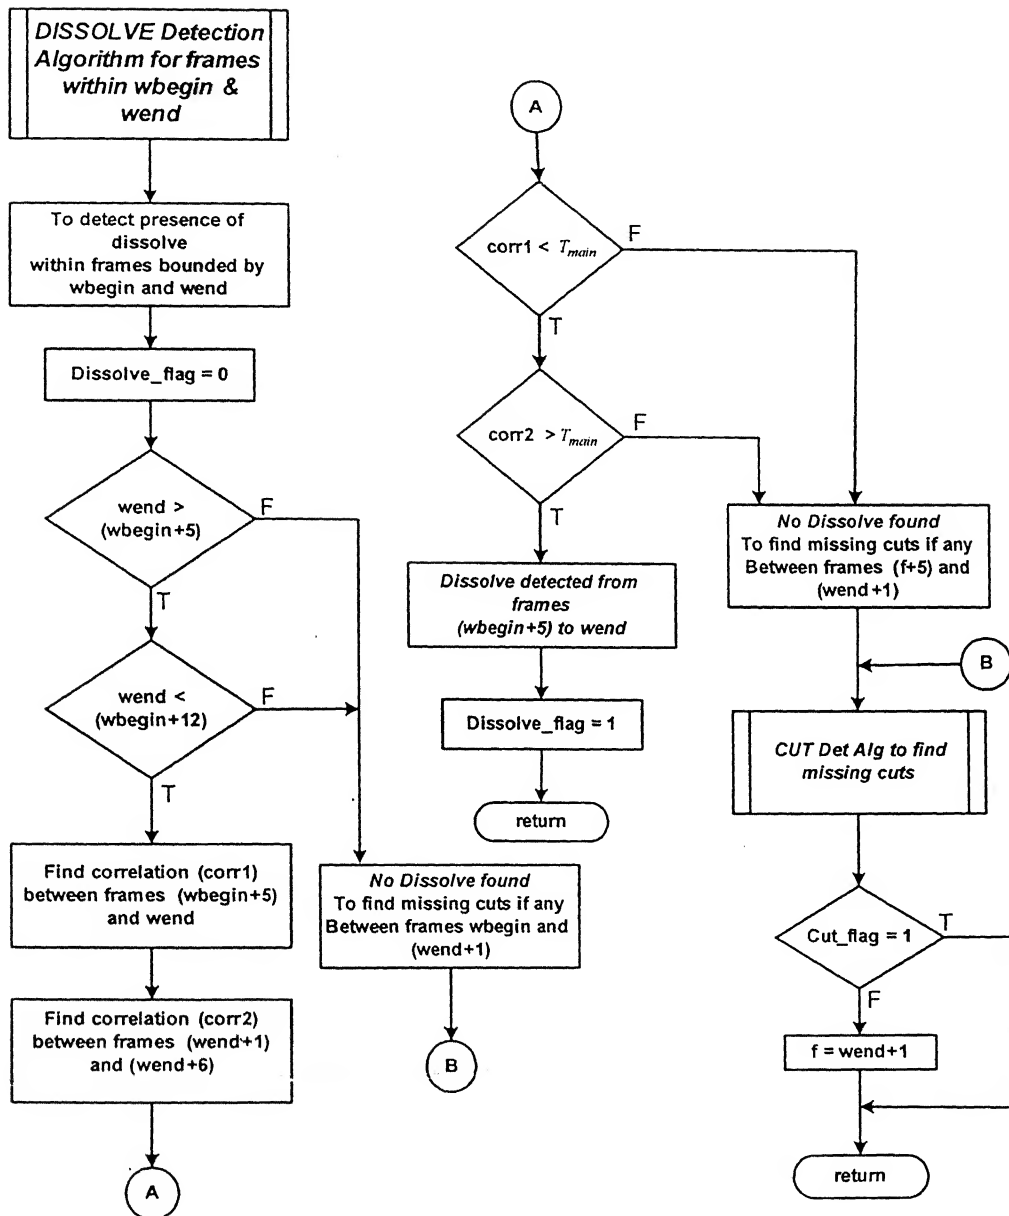 DISSOLVE Detection
Algorithm for frames
within wbegin &
wend
To detect presence of
dissolve
within frames bounded by
wbegin and wend
Dissolve_flag = 0
wend >
(wbegin+5)
F
T
wend <
(wbegin+12)
F
T
Find correlation (corr1)
between frames (wbegin+5)
and wend
Find correlation (corr2)
between frames (wend+1)
and (wend+6)
A
No Dissolve found
To find missing cuts if any
Between frames wbegin and
(wend+1)
B
A
corr1 < Tmain
F
T
corr2 > Tmain
F
T
Dissolve detected from
frames
(wbegin+5) to wend
Dissolve_flag = 1
return
No Dissolve found
To find missing cuts if any
Between frames (f+5) and
(wend+1)
B
CUT Det Alg to find
missing cuts
Cut_flag = 1
T
F
f = wend+1
return